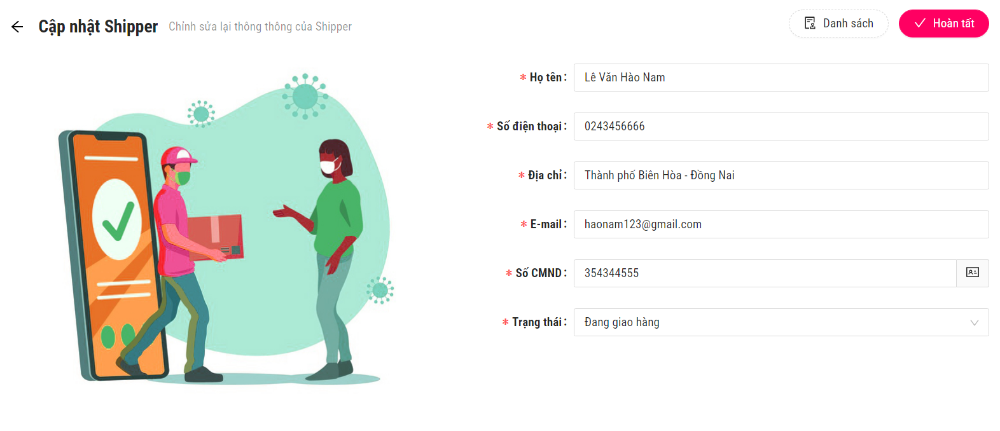 Cập nhật Shipper Chỉnh sửa lại thông thông của Shipper Danh sách Hoàn tất
* Họ tên: Lê Văn Hào Nam
* Số điện thoại: 0243456666
* Địa chỉ: Thành phố Biên Hòa - Đồng Nai
* E-mail: haonam123@gmail.com
* Số CMND: 354344555
* Trạng thái: Đang giao hàng